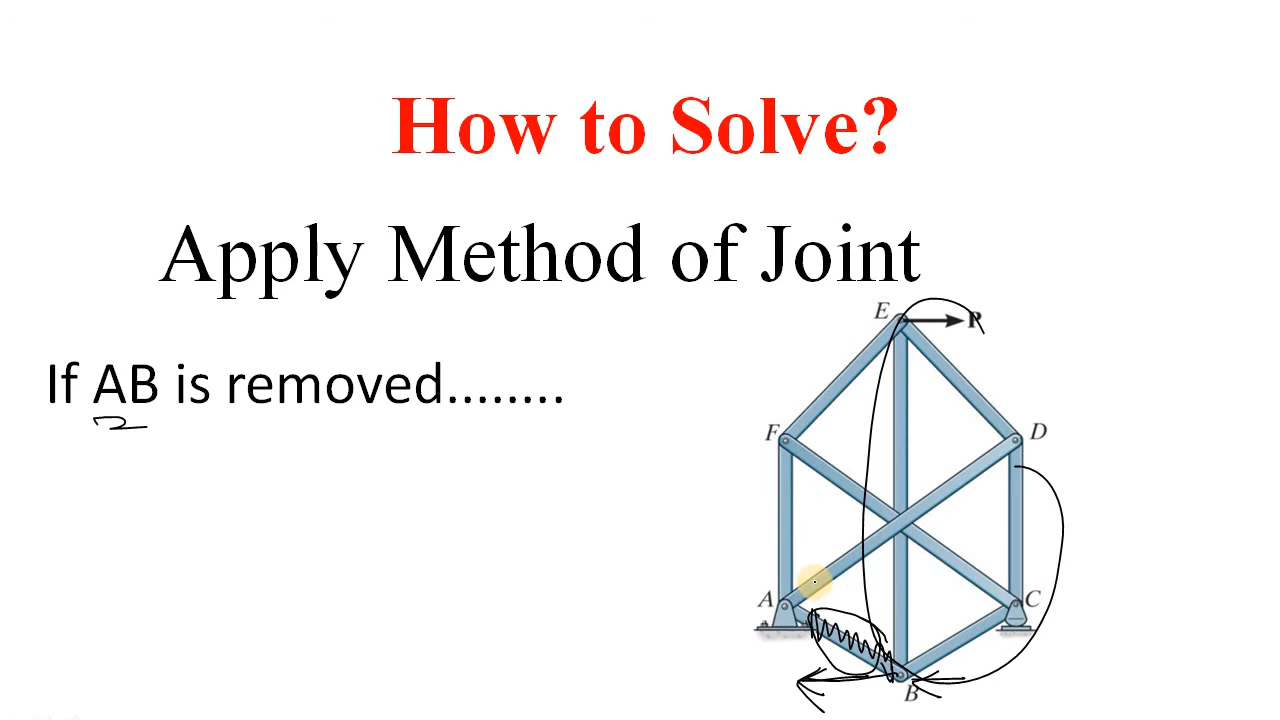 How to Solve?
Apply Method of Joint
E P
If AB is removed........
F D
A C
B